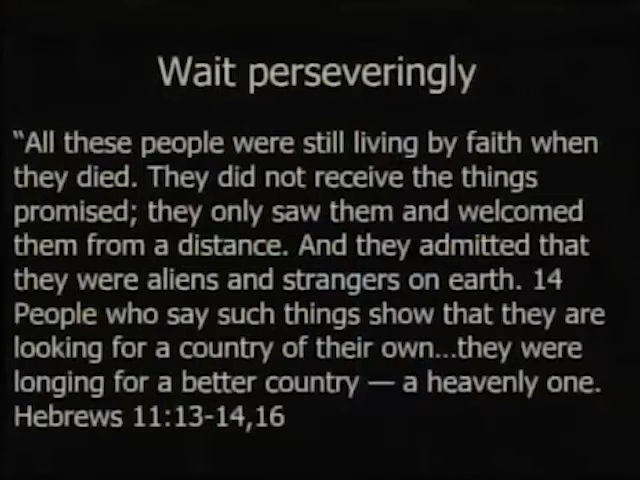 Wait perseveringly
“All these people were still living by faith when
they died. They did not receive the things
promised; they only saw them and welcomed
them from a distance. And they admitted that
they were aliens and strangers on earth. 14
People who say such things show that they are
looking for a country of their own...they were
longing for a better country — a heavenly one.
Hebrews 11:13-14,16